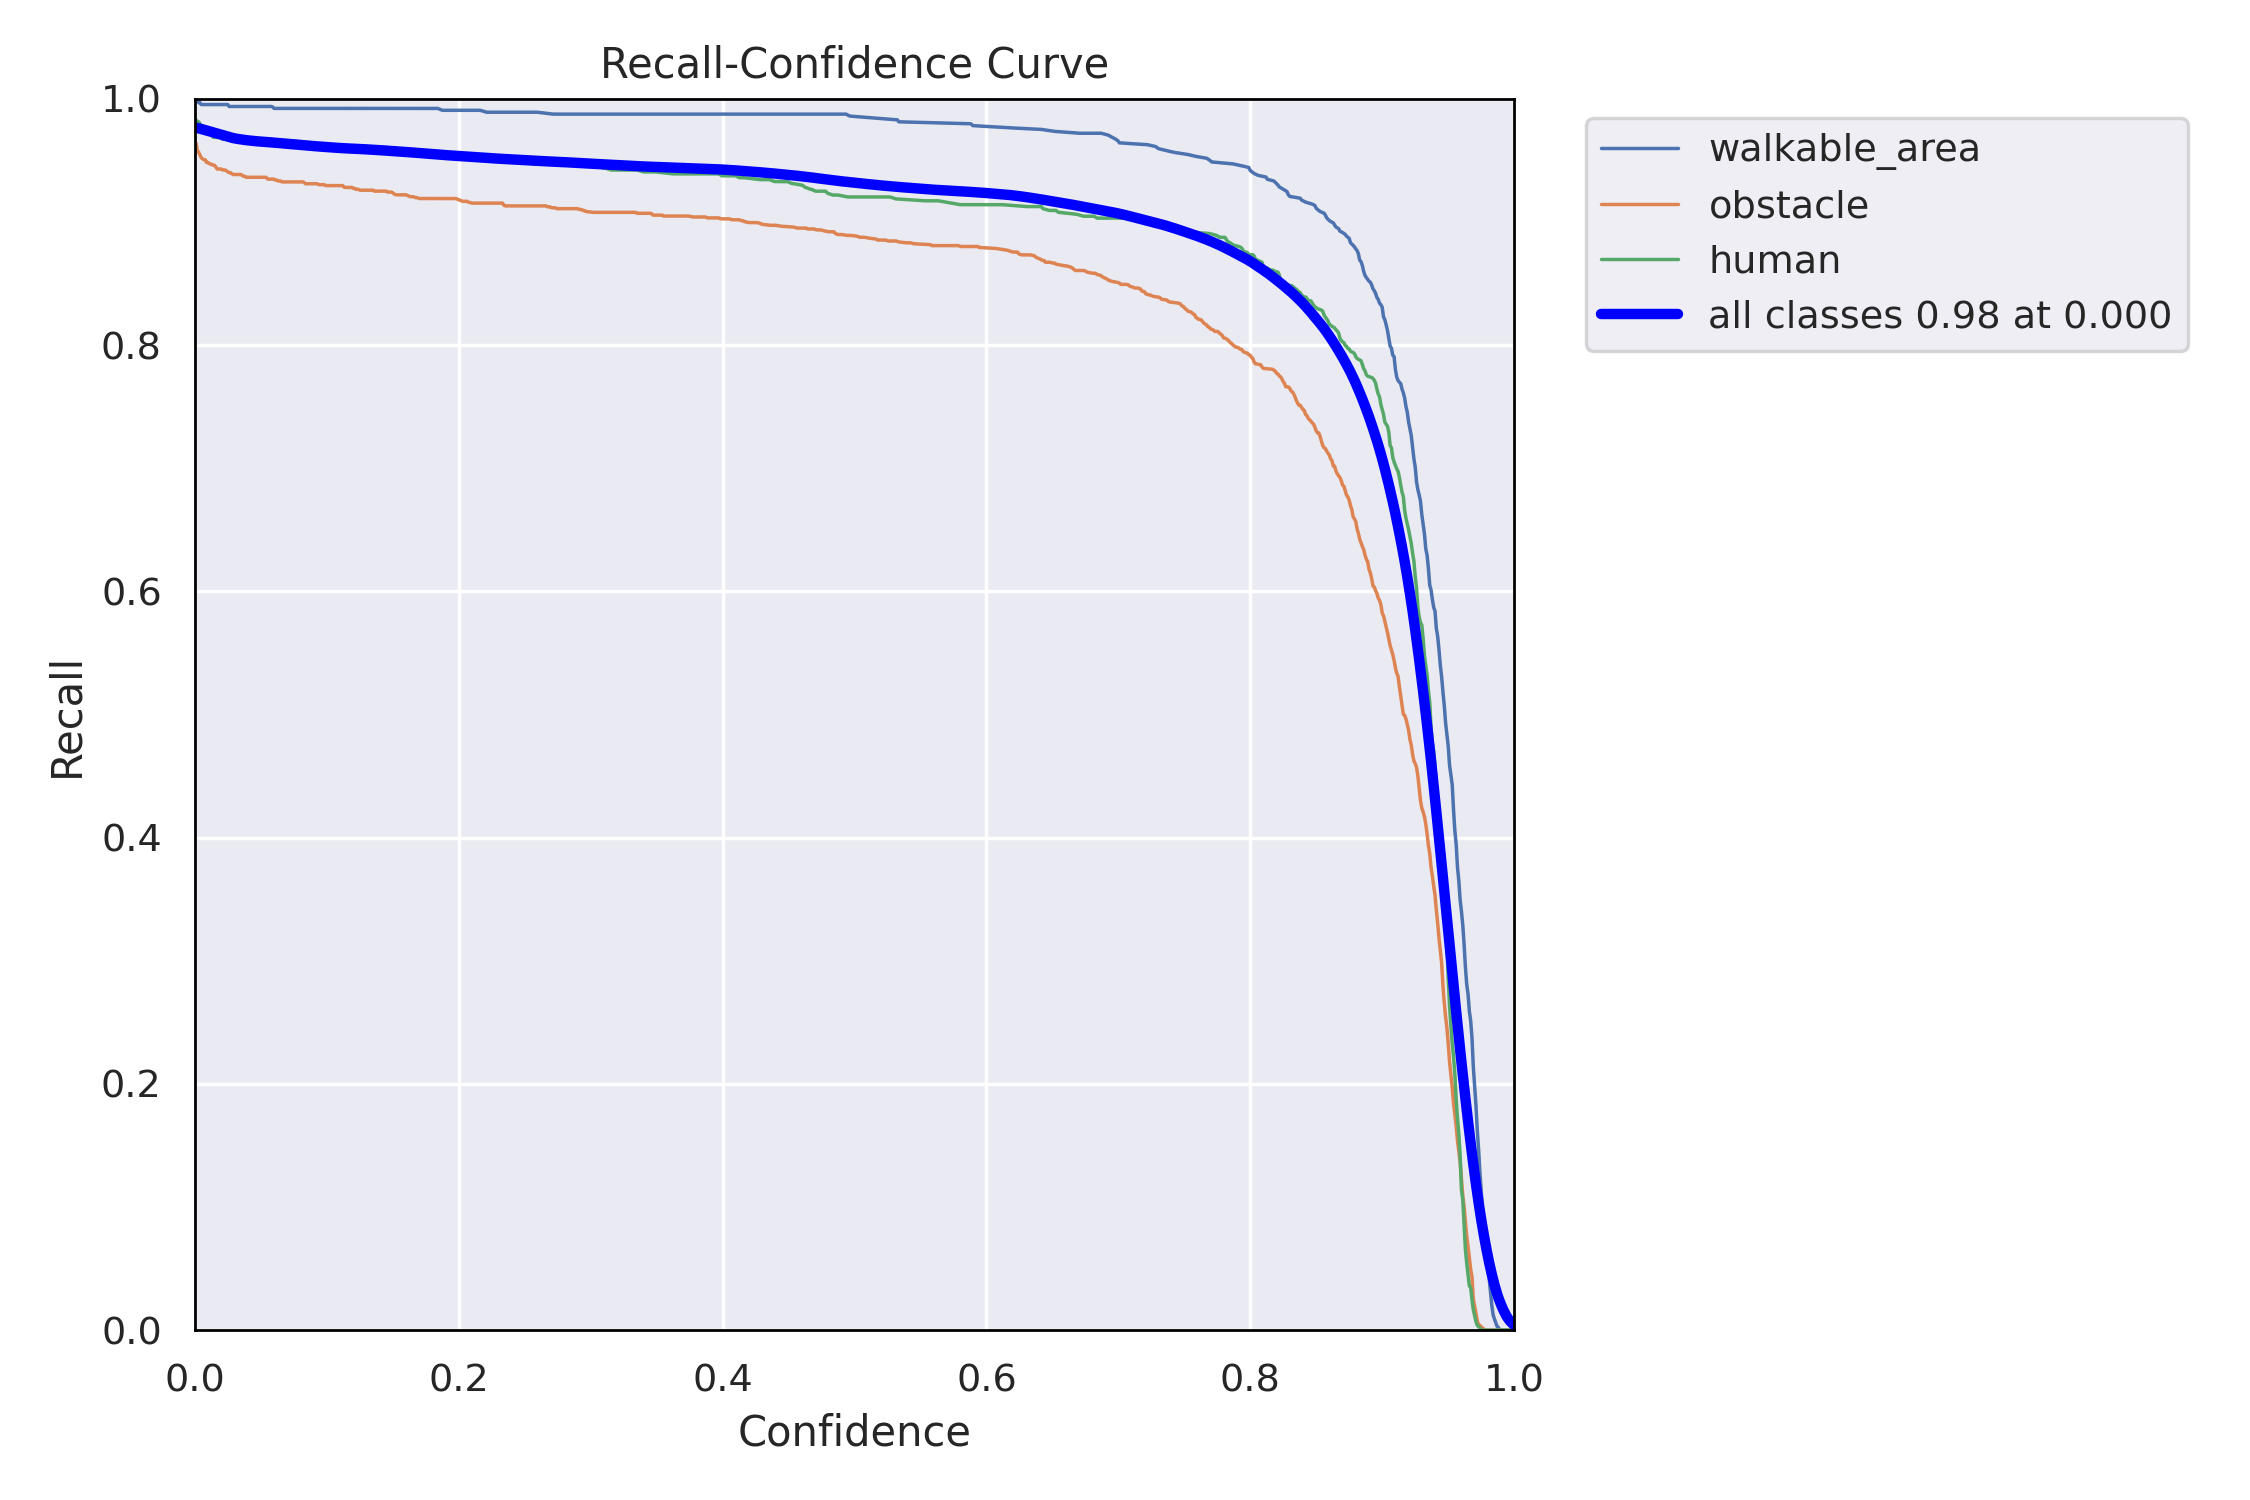 Recall-Confidence Curve
1.0
0.8
0.6
0.4
0.2
0.0
Recall
0.0 0.2 0.4 0.6 0.8 1.0
Confidence
walkable_area
obstacle
human
all classes 0.98 at 0.000